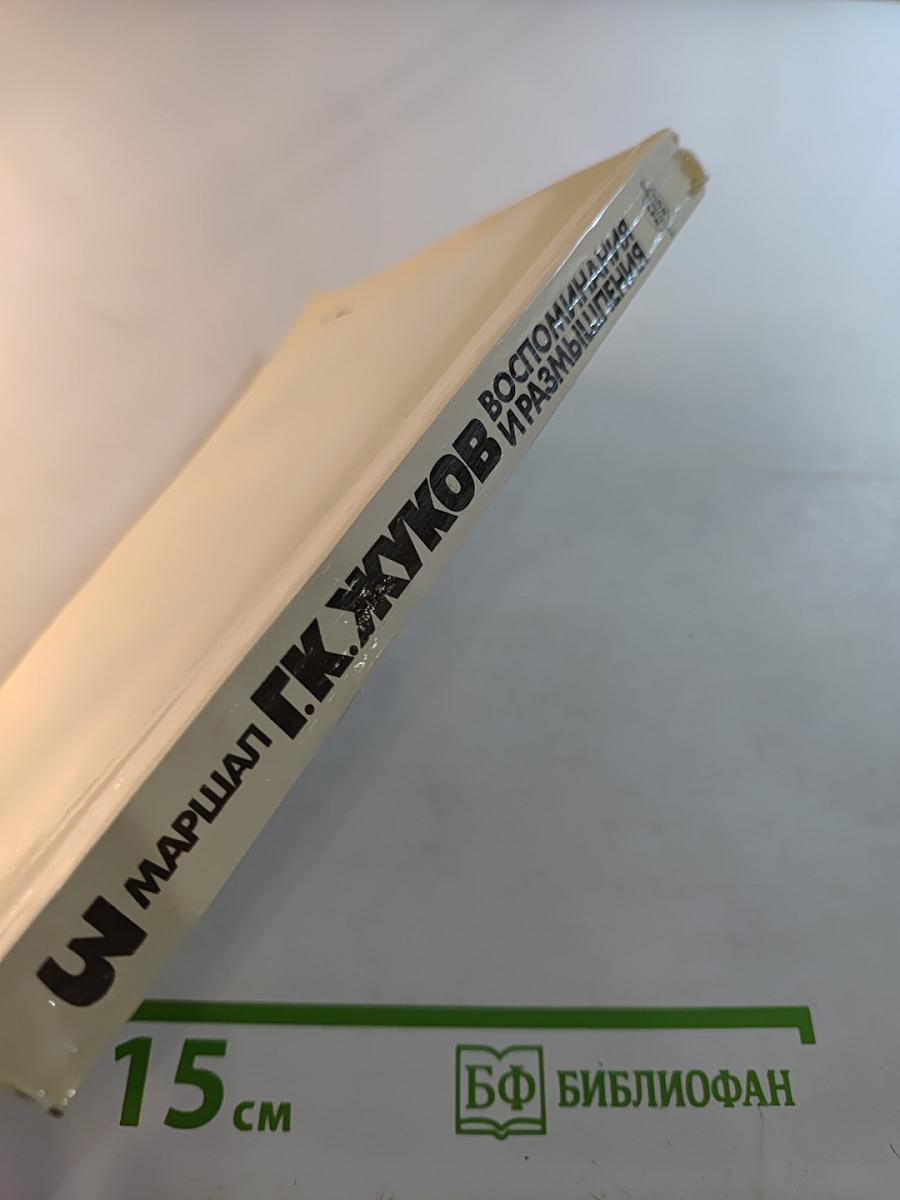 3 МАРШАЛ Г.К. ЖУКОВ
ВОСПОМИНАНИЯ
И РАЗМЫШЛЕНИЯ
15 см
БФ БИБЛИОФАН